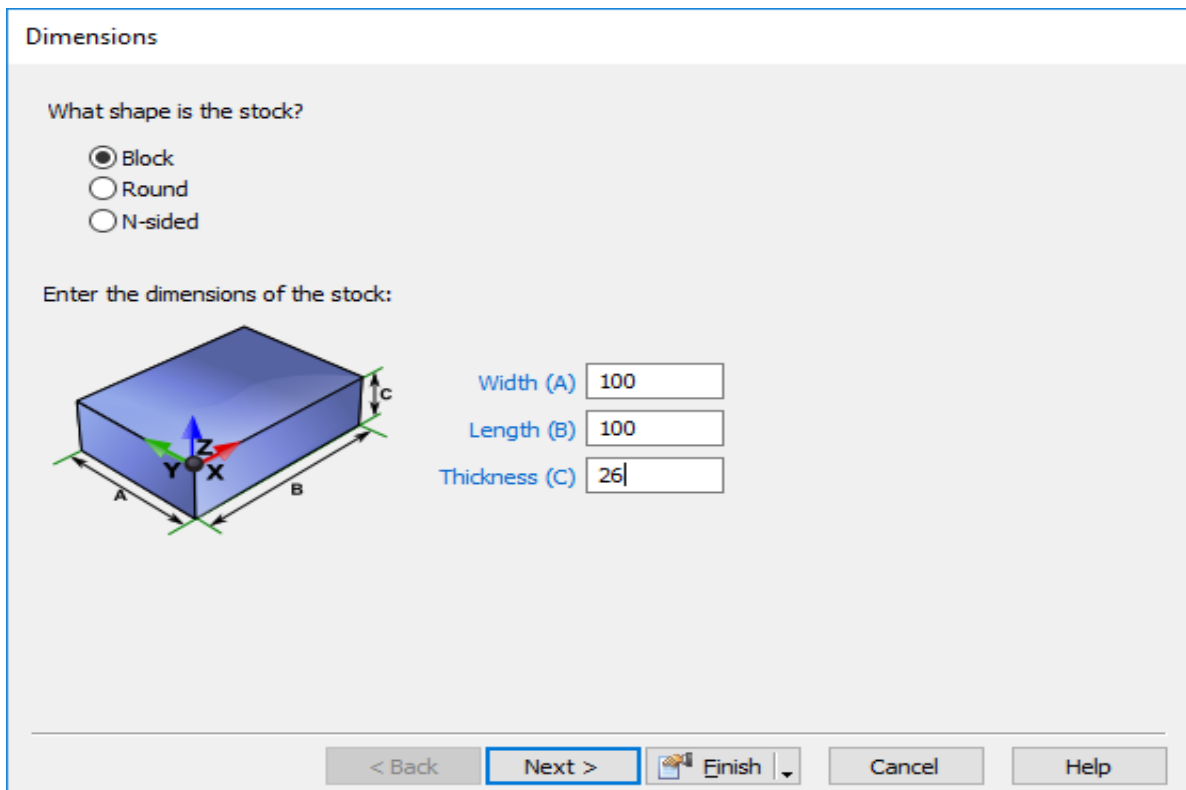 Dimensions
What shape is the stock?
Block
Round
N-sided
Enter the dimensions of the stock:
Width (A) 100
Length (B) 100
Thickness (C) 26
C
Z
Y X
A
B
< Back Next > Finish Cancel Help